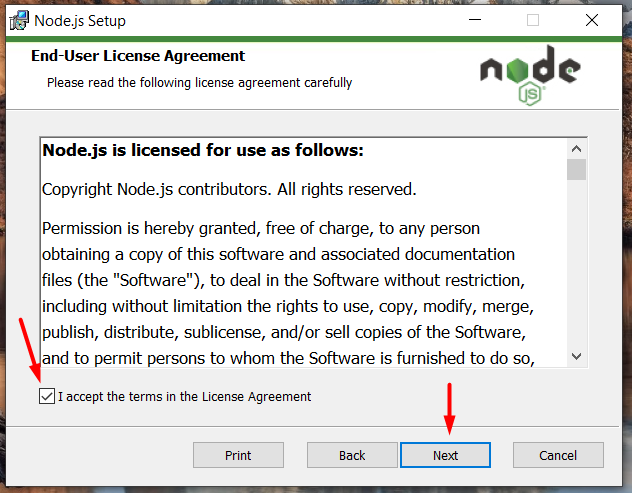 Node.js Setup
End-User License Agreement
Please read the following license agreement carefully
node
JS
Node.js is licensed for use as follows:
Copyright Node.js contributors. All rights reserved.
Permission is hereby granted, free of charge, to any person
obtaining a copy of this software and associated documentation
files (the "Software"), to deal in the Software without restriction,
including without limitation the rights to use, copy, modify, merge,
publish, distribute, sublicense, and/or sell copies of the Software,
and to permit persons to whom the Software is furnished to do so,
I accept the terms in the License Agreement
Print
Back
Next
Cancel